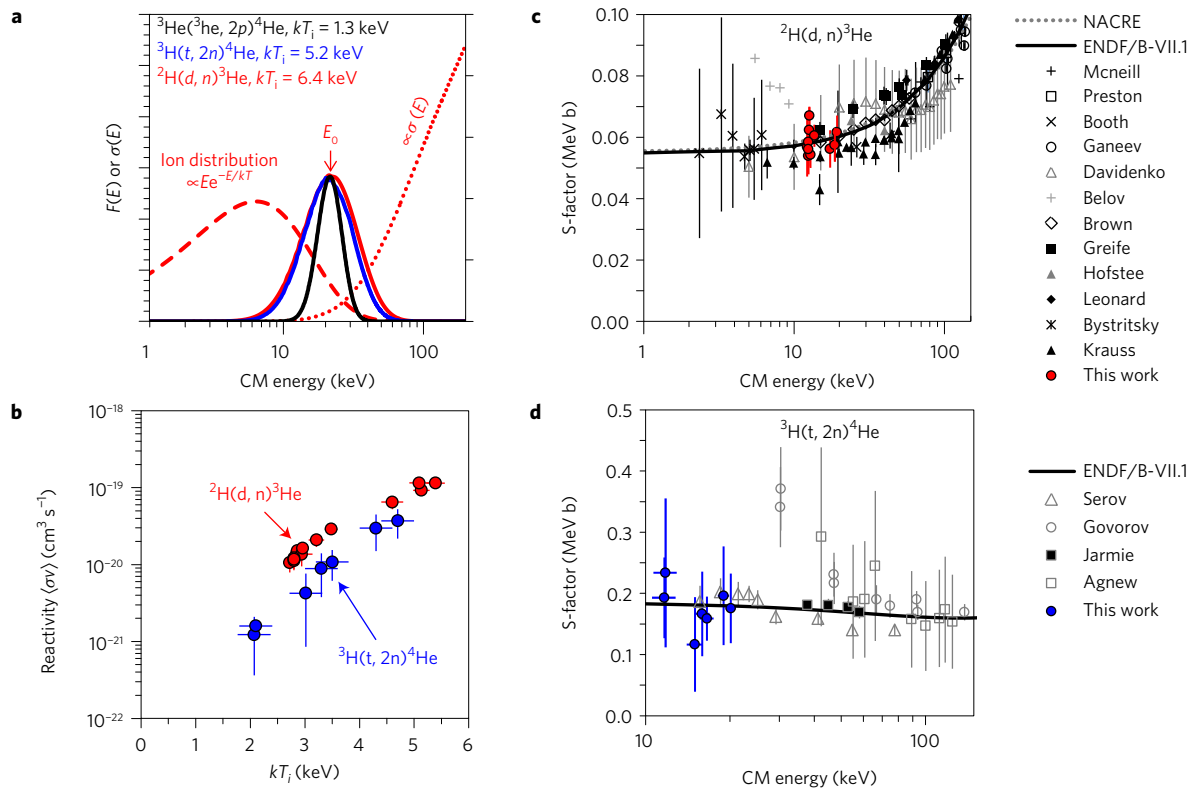 a
³He(³he, 2p)⁴He, kTᵢ = 1.3 keV
³H(t, 2n)⁴He, kTᵢ = 5.2 keV
²H(d, n)³He, kTᵢ = 6.4 keV
E₀
∝σ (E)
Ion distribution
∝Ee⁻ᴱ/ᵏᵀ
F(E) or σ(E)
1
10
100
CM energy (keV)
b
10⁻¹⁸
10⁻¹⁹
10⁻²⁰
10⁻²¹
10⁻²²
Reactivity ⟨σv⟩ (cm³ s⁻¹)
²H(d, n)³He
³H(t, 2n)⁴He
0
1
2
3
4
5
6
kTᵢ (keV)
c
²H(d, n)³He
0.10
0.08
0.06
0.04
0.02
0.00
S-factor (MeV b)
1
10
100
CM energy (keV)
NACRE
ENDF/B-VII.1
Mcneill
Preston
Booth
Ganeev
Davidenko
Belov
Brown
Greife
Hofstee
Leonard
Bystritsky
Krauss
This work
d
³H(t, 2n)⁴He
0.5
0.4
0.3
0.2
0.1
0.0
S-factor (MeV b)
10
100
CM energy (keV)
ENDF/B-VII.1
Serov
Govorov
Jarmie
Agnew
This work